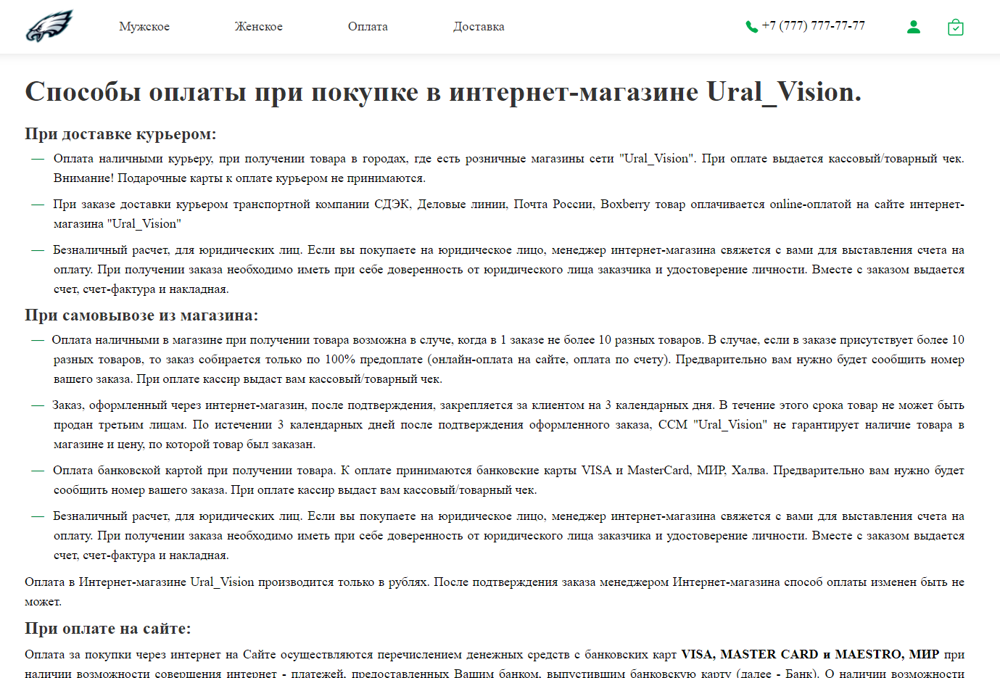 Мужское Женское Оплата Доставка +7 (777) 777-77-77
Способы оплаты при покупке в интернет-магазине Ural_Vision.
При доставке курьером:
— Оплата наличными курьеру, при получении товара в городах, где есть розничные магазины сети "Ural_Vision". При оплате выдается кассовый/товарный чек.
Внимание! Подарочные карты к оплате курьером не принимаются.
— При заказе доставки курьером транспортной компании СДЭК, Деловые линии, Почта России, Boxberry товар оплачивается online-оплатой на сайте интернет-
магазина "Ural_Vision"
— Безналичный расчет, для юридических лиц. Если вы покупаете на юридическое лицо, менеджер интернет-магазина свяжется с вами для выставления счета на
оплату. При получении заказа необходимо иметь при себе доверенность от юридического лица заказчика и удостоверение личности. Вместе с заказом выдается
счет, счет-фактура и накладная.
При самовывозе из магазина:
— Оплата наличными в магазине при получении товара возможна в случе, когда в 1 заказе не более 10 разных товаров. В случае, если в заказе присутствует более 10
разных товаров, то заказ собирается только по 100% предоплате (онлайн-оплата на сайте, оплата по счету). Предварительно вам нужно будет сообщить номер
вашего заказа. При оплате кассир выдаст вам кассовый/товарный чек.
— Заказ, оформленный через интернет-магазин, после подтверждения, закрепляется за клиентом на 3 календарных дня. В течение этого срока товар не может быть
продан третьим лицам. По истечении 3 календарных дней после подтверждения оформленного заказа, ССМ "Ural_Vision" не гарантирует наличие товара в
магазине и цену, по которой товар был заказан.
— Оплата банковской картой при получении товара. К оплате принимаются банковские карты VISA и MasterCard, МИР, Халва. Предварительно вам нужно будет
сообщить номер вашего заказа. При оплате кассир выдаст вам кассовый/товарный чек.
— Безналичный расчет, для юридических лиц. Если вы покупаете на юридическое лицо, менеджер интернет-магазина свяжется с вами для выставления счета на
оплату. При получении заказа необходимо иметь при себе доверенность от юридического лица заказчика и удостоверение личности. Вместе с заказом выдается
счет, счет-фактура и накладная.
Оплата в Интернет-магазине Ural_Vision производится только в рублях. После подтверждения заказа менеджером Интернет-магазина способ оплаты изменен быть не
может.
При оплате на сайте:
Оплата за покупки через интернет на Сайте осуществляются перечислением денежных средств с банковских карт VISA, MASTER CARD и MAESTRO, МИР при
наличии возможности совершения интернет - платежей, предоставленных Вашим банком, выпустившим банковскую карту (далее - Банк). О наличии возможности